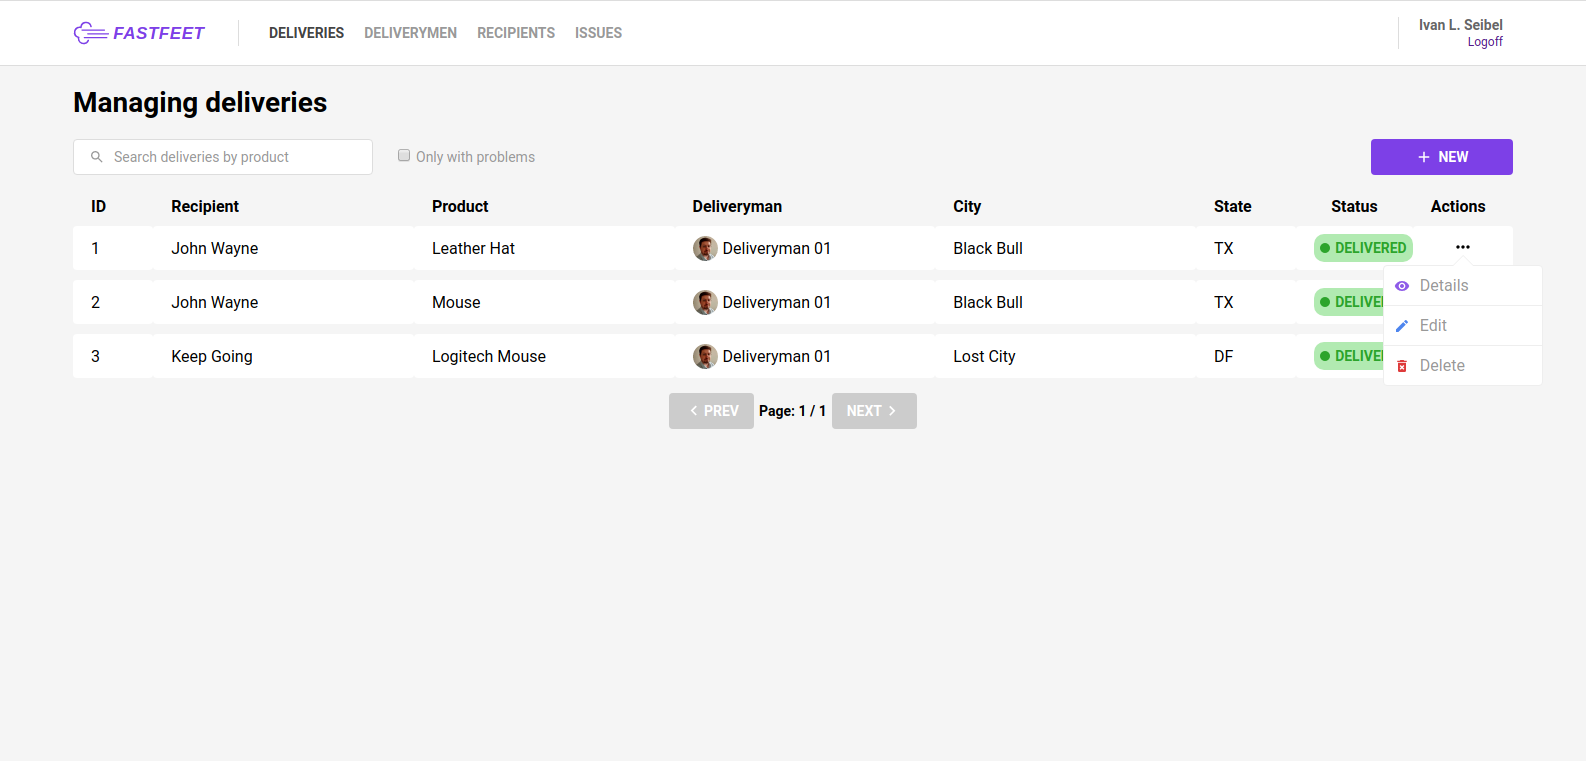 FASTFEET DELIVERIES DELIVERYMEN RECIPIENTS ISSUES Ivan L. Seibel
Logoff
Managing deliveries
Search deliveries by product Only with problems + NEW
ID Recipient Product Deliveryman City State Status Actions
1 John Wayne Leather Hat Deliveryman 01 Black Bull TX DELIVERED •••
Details
2 John Wayne Mouse Deliveryman 01 Black Bull TX DELIVE
Edit
3 Keep Going Logitech Mouse Deliveryman 01 Lost City DF DELIVE
Delete
< PREV Page: 1 / 1 NEXT >